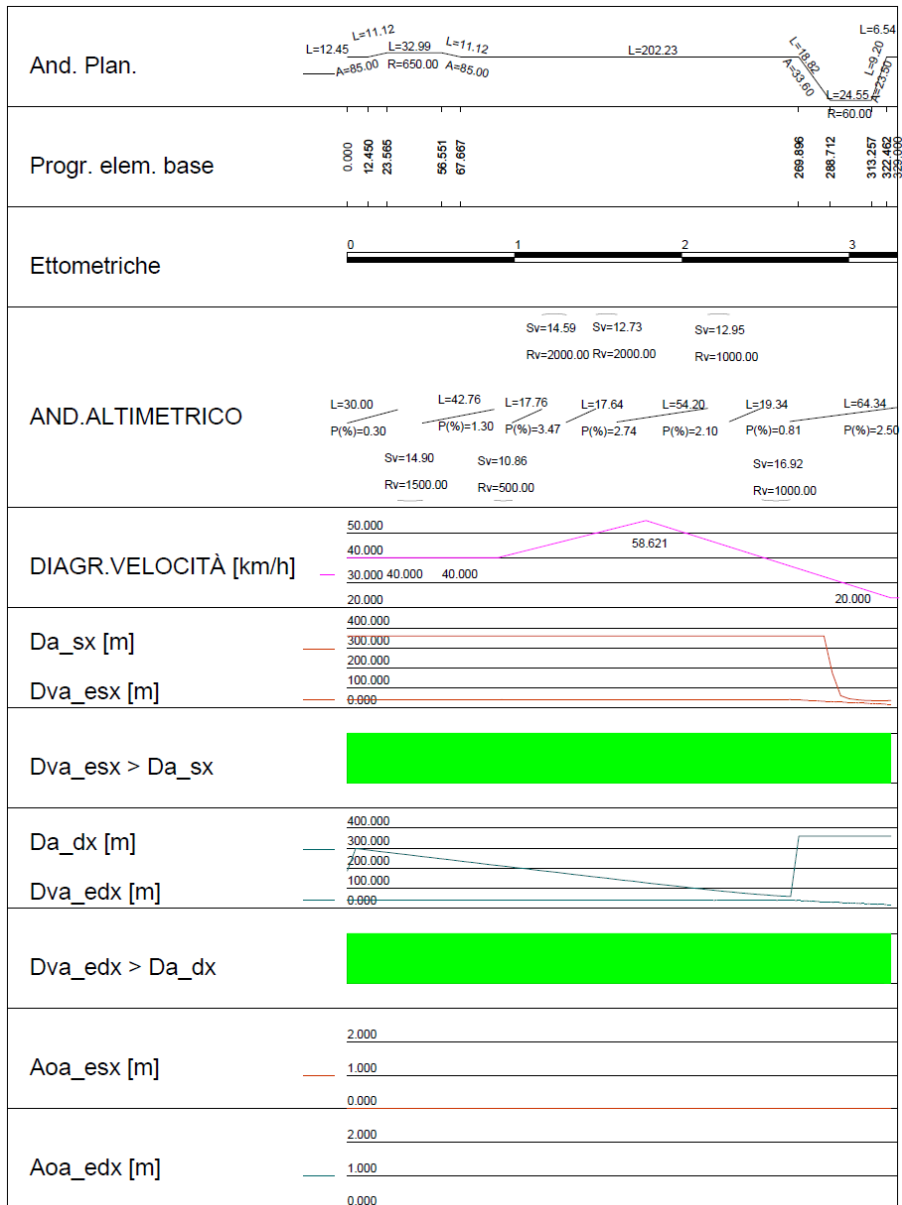 And. Plan.
L=12.45
L=11.12
A=85.00
L=32.99
R=650.00
L=11.12
A=85.00
L=202.23
L=18.82
A=33.60
L=24.55
R=60.00
L=9.20
A=23.50
L=6.54
Progr. elem. base
0.000
12.450
23.565
56.551
67.667
269.896
288.712
313.257
322.462
329.000
Ettometriche
0 1 2 3
AND.ALTIMETRICO
Sv=14.59 Sv=12.73 Sv=12.95
Rv=2000.00 Rv=2000.00 Rv=1000.00
L=30.00 L=42.76 L=17.76 L=17.64 L=54.20 L=19.34 L=64.34
P(%)=0.30 P(%)=1.30 P(%)=3.47 P(%)=2.74 P(%)=2.10 P(%)=0.81 P(%)=2.50
Sv=14.90 Sv=10.86 Sv=16.92
Rv=1500.00 Rv=500.00 Rv=1000.00
DIAGR.VELOCITÀ [km/h]
50.000
40.000
30.000
20.000
40.000 40.000 58.621 20.000
Da_sx [m]
Dva_esx [m]
400.000
300.000
200.000
100.000
0.000
Dva_esx > Da_sx
Da_dx [m]
Dva_edx [m]
400.000
300.000
200.000
100.000
0.000
Dva_edx > Da_dx
Aoa_esx [m]
2.000
1.000
0.000
Aoa_edx [m]
2.000
1.000
0.000